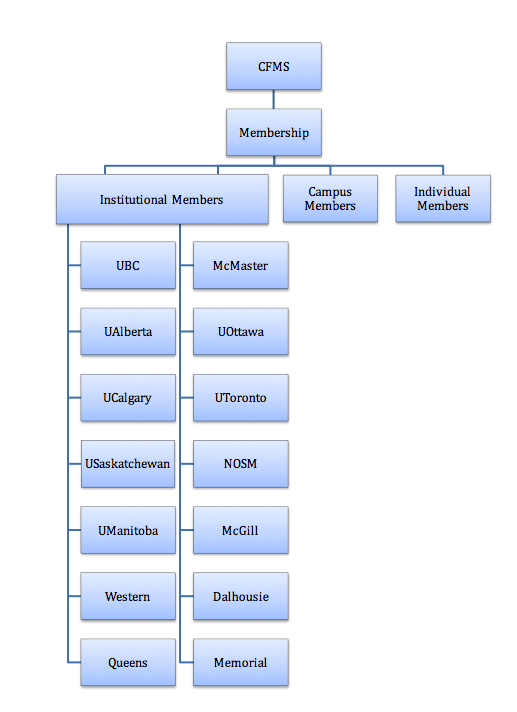 CFMS
Membership
Institutional Members
Campus
Members
Individual
Members
UBC
McMaster
UAlberta
UOttawa
UCalgary
UToronto
USaskatchewan
NOSM
UManitoba
McGill
Western
Dalhousie
Queens
Memorial